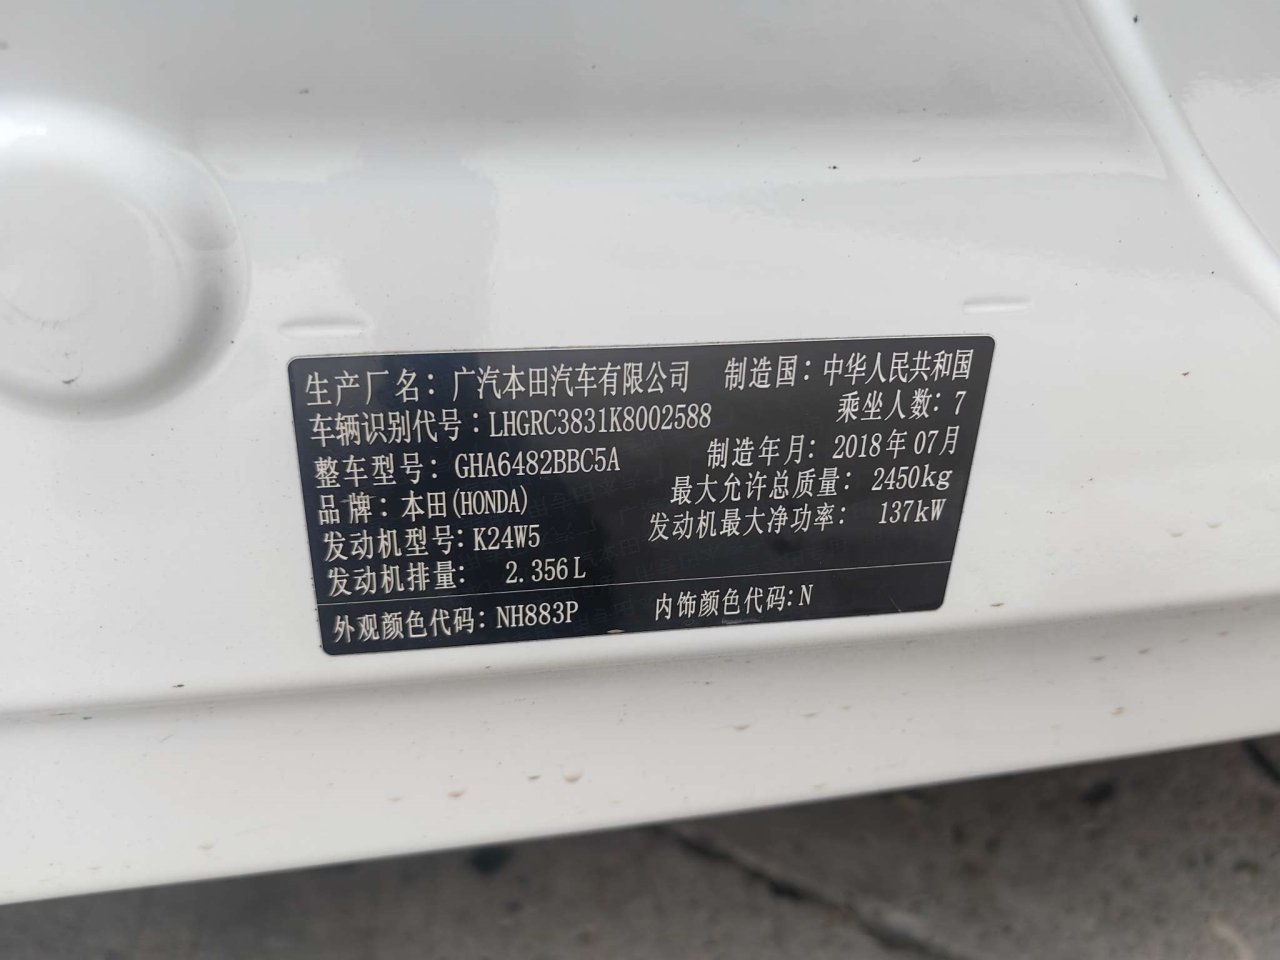 生产厂名：广汽本田汽车有限公司 制造国：中华人民共和国
车辆识别代号：LHGRC3831K8002588 乘坐人数：7
整车型号：GHA6482BBC5A 制造年月：2018年07月
品牌：本田(HONDA) 最大允许总质量：2450kg
发动机型号：K24W5 发动机最大净功率：137kW
发动机排量：2.356L
外观颜色代码：NH883P 内饰颜色代码：N